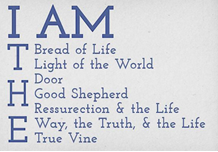 I AM
THE
Bread of Life
Light of the World
Door
Good Shepherd
Ressurection & the Life
Way, the Truth, & the Life
True Vine